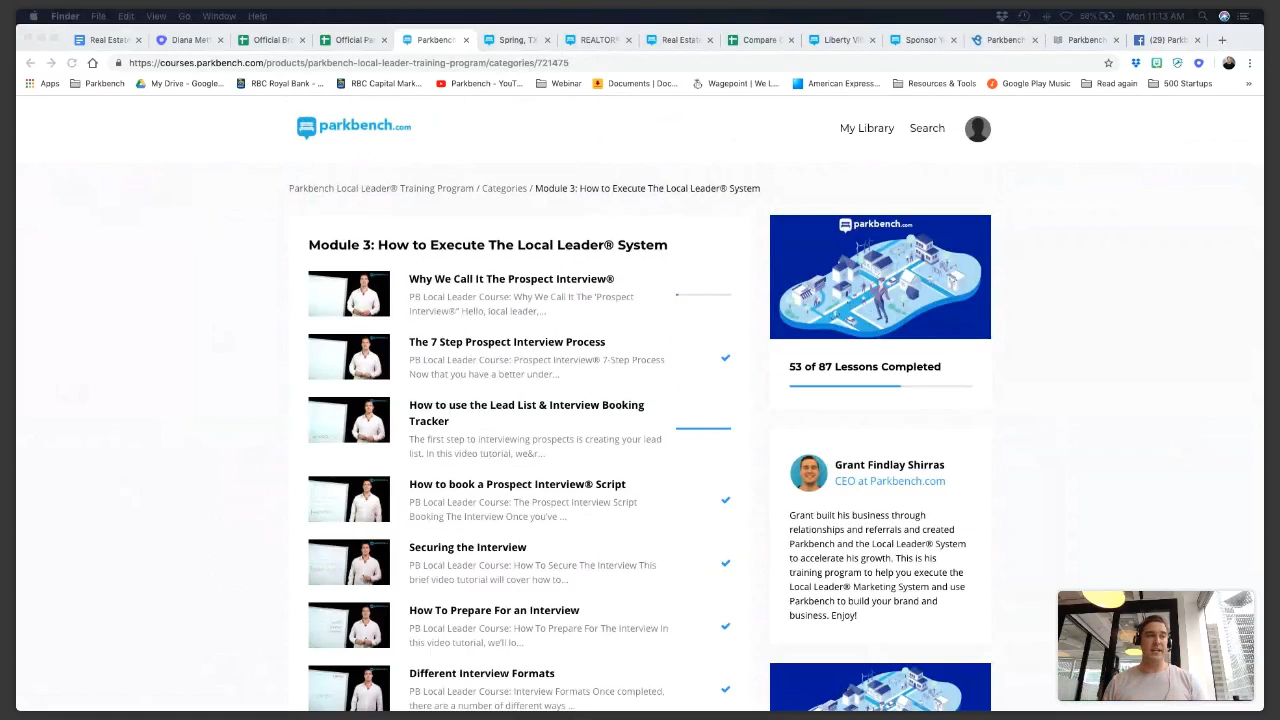 Finder File Edit View Go Window Help 58% Mon 11:13 AM
Real Estate Diana Mett Official Bro Official Par Parkbench Spring, TX REALTOR® Real Estate Compare C Liberty Vill Sponsor Y Parkbench Parkbench (29) Parkb
https://courses.parkbench.com/products/parkbench-local-leader-training-program/categories/721475
Apps Parkbench My Drive - Google... RBC Royal Bank - ... RBC Capital Mark... Parkbench - YouT... Webinar Documents | Doc... Wagepoint | We L... American Express... Resources & Tools Google Play Music Read again 500 Startups »
parkbench.com
My Library Search
Parkbench Local Leader® Training Program / Categories / Module 3: How to Execute The Local Leader® System
Module 3: How to Execute The Local Leader® System
Why We Call It The Prospect Interview®
PB Local Leader Course: Why We Call It The 'Prospect
Interview®" Hello, local leader,...
The 7 Step Prospect Interview Process
PB Local Leader Course: Prospect Interview® 7-Step Process
Now that you have a better under...
How to use the Lead List & Interview Booking
Tracker
The first step to interviewing prospects is creating your lead
list. In this video tutorial, we&r...
How to book a Prospect Interview® Script
PB Local Leader Course: The Prospect Interview Script
Booking The Interview Once you've ...
Securing the Interview
PB Local Leader Course: How To Secure The Interview This
brief video tutorial will cover how to...
How To Prepare For an Interview
PB Local Leader Course: How To Prepare For The Interview In
this video tutorial, we'll lo...
Different Interview Formats
PB Local Leader Course: Interview Formats Once completed,
there are a number of different ways ...
parkbench.com
53 of 87 Lessons Completed
Grant Findlay Shirras
CEO at Parkbench.com
Grant built his business through
relationships and referrals and created
Parkbench and the Local Leader® System
to accelerate his growth. This is his
training program to help you execute the
Local Leader® Marketing System and use
Parkbench to build your brand and
business. Enjoy!